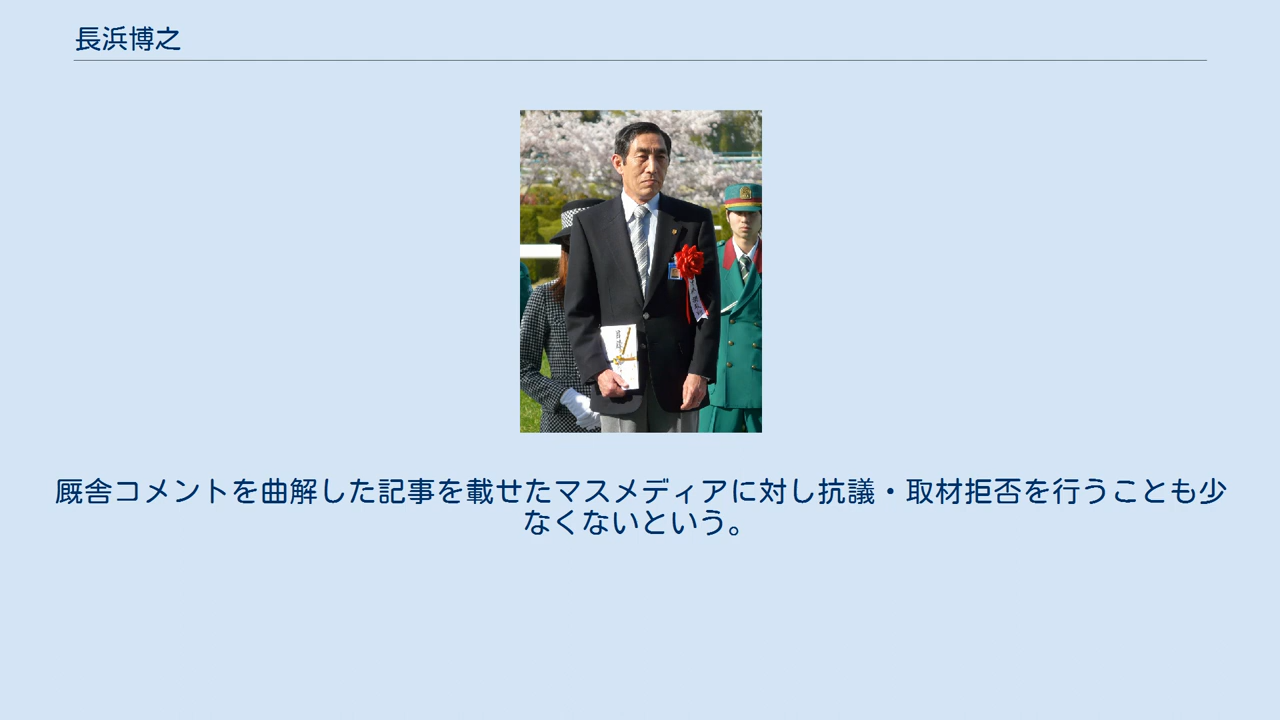 長浜博之
厩舎コメントを曲解した記事を載せたマスメディアに対し抗議・取材拒否を行うことも少
なくないという。